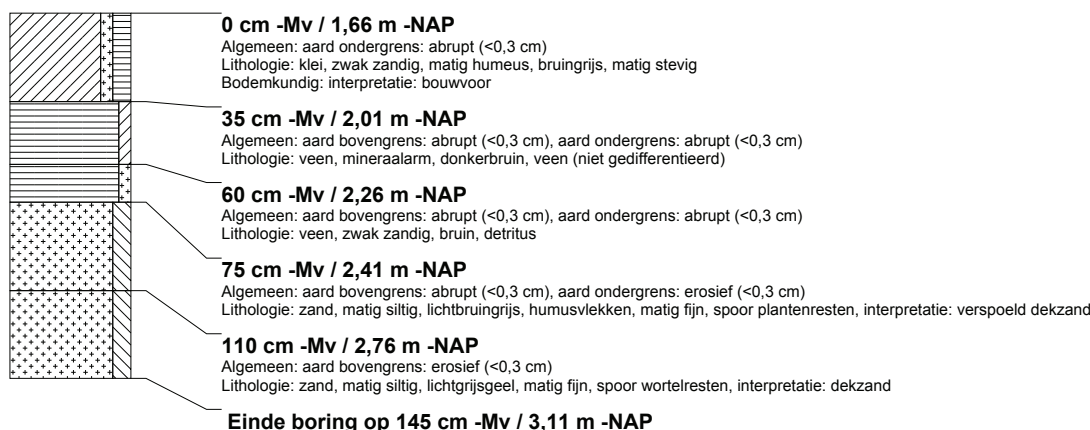 0 cm -Mv / 1,66 m -NAP
Algemeen: aard ondergrens: abrupt (<0,3 cm)
Lithologie: klei, zwak zandig, matig humeus, bruingrijs, matig stevig
Bodemkundig: interpretatie: bouwvoor
35 cm -Mv / 2,01 m -NAP
Algemeen: aard bovengrens: abrupt (<0,3 cm), aard ondergrens: abrupt (<0,3 cm)
Lithologie: veen, mineraalarm, donkerbruin, veen (niet gedifferentieerd)
60 cm -Mv / 2,26 m -NAP
Algemeen: aard bovengrens: abrupt (<0,3 cm), aard ondergrens: abrupt (<0,3 cm)
Lithologie: veen, zwak zandig, bruin, detritus
75 cm -Mv / 2,41 m -NAP
Algemeen: aard bovengrens: abrupt (<0,3 cm), aard ondergrens: erosief (<0,3 cm)
Lithologie: zand, matig siltig, lichtbruingrijs, humusvlekken, matig fijn, spoor plantenresten, interpretatie: verspoeld dekzand
110 cm -Mv / 2,76 m -NAP
Algemeen: aard bovengrens: erosief (<0,3 cm)
Lithologie: zand, matig siltig, lichtgrijsgeel, matig fijn, spoor wortelresten, interpretatie: dekzand
Einde boring op 145 cm -Mv / 3,11 m -NAP